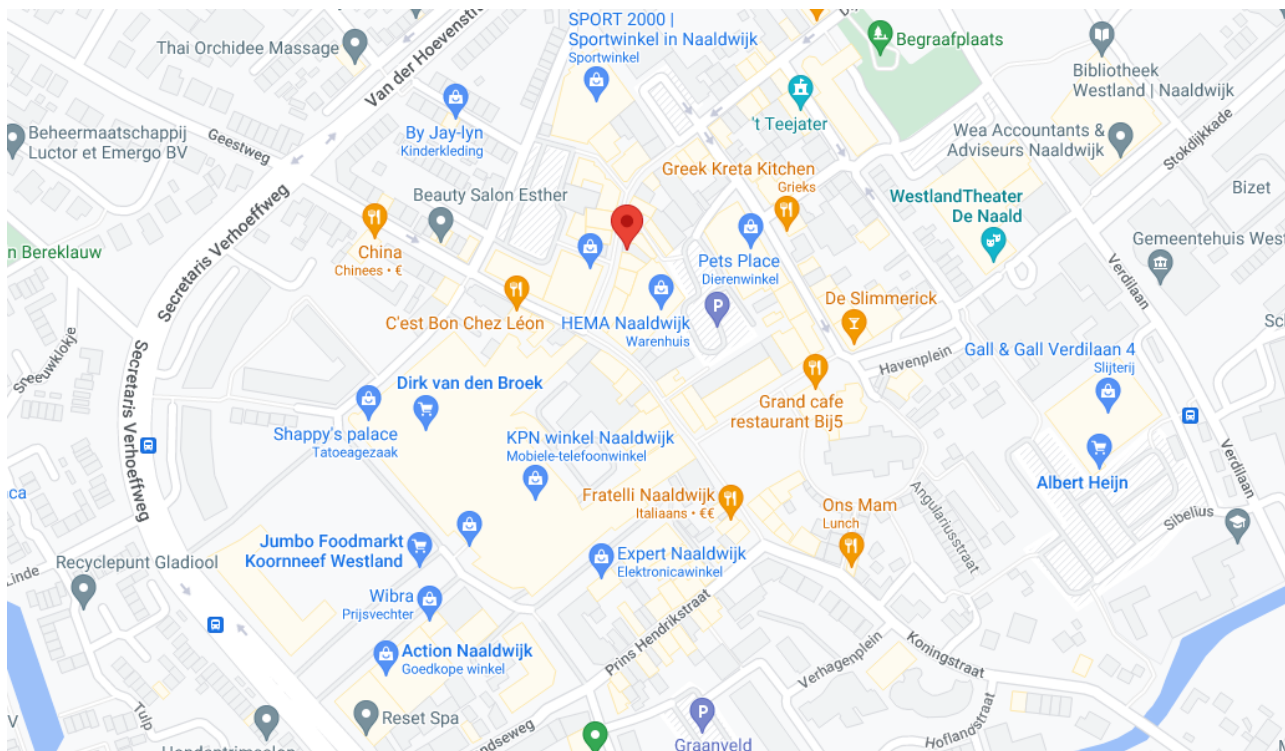 SPORT 2000 |
Sportwinkel in Naaldwijk
Sportwinkel
Thai Orchidee Massage
Van der Hoevenstr
Begraafplaats
Bibliotheek
Westland | Naaldwijk
't Teejater
By Jay-lyn
Kinderkleding
Beheermaatschappij
Luctor et Emergo BV
Geestweg
Wea Accountants &
Adviseurs Naaldwijk
Stokdijkkade
Greek Kreta Kitchen
Grieks
Beauty Salon Esther
Bizet
WestlandTheater
De Naald
Secretaris Verhoeffweg
n Bereklauw
China
Chinees • €
Gemeentehuis West
Pets Place
Dierenwinkel
Verdilaan
De Slimmerick
P
C'est Bon Chez Léon
HEMA Naaldwijk
Warenhuis
Sc
Sneeuwklokje
Secretaris Verhoeffweg
Havenplein
Gall & Gall Verdilaan 4
Slijterij
Dirk van den Broek
Grand cafe
restaurant Bij5
Shappy's palace
Tatoeagezaak
KPN winkel Naaldwijk
Mobiele-telefoonwinkel
Verdilaan
Albert Heijn
aca
Fratelli Naaldwijk
Italiaans • €€
Ons Mam
Lunch
Angulariusstraat
Sibelius
Jumbo Foodmarkt
Koornneef Westland
Expert Naaldwijk
Elektronicawinkel
Linde
Recyclepunt Gladiool
Wibra
Prijsvechter
Prins Hendrikstraat
Action Naaldwijk
Goedkope winkel
Verhagenplein
Koningstraat
Tulp
Reset Spa
P
Graanveld
Hoflandstraat
ndseweg
V